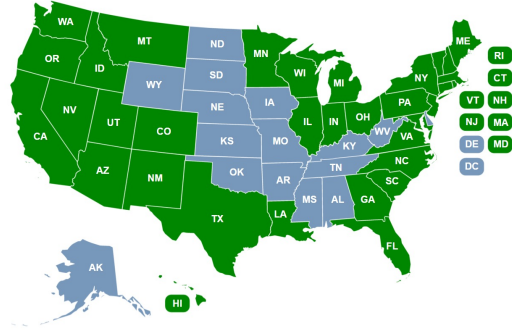 WA
ME
MT
ND
MN
OR
ID
SD
WI
NY
RI
WY
MI
CT
NE
IA
PA
VT NH
NV
UT
IL
IN
OH
NJ MA
CO
CA
KS
MO
WV
VA
KY
DE MD
NC
DC
AZ
NM
OK
AR
TN
SC
MS
AL
GA
TX
LA
FL
AK
HI